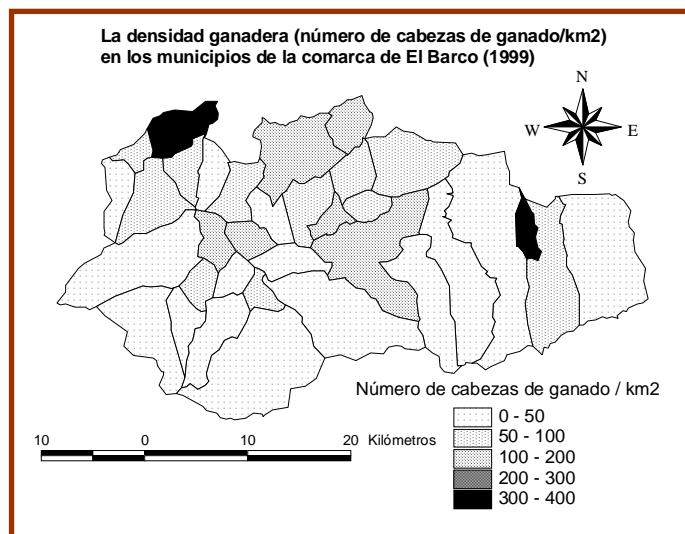 La densidad ganadera (número de cabezas de ganado/km2)
en los municipios de la comarca de El Barco (1999)
N
W E
S
Número de cabezas de ganado / km2
0 - 50
50 - 100
100 - 200
200 - 300
300 - 400
10 0 10 20 Kilómetros